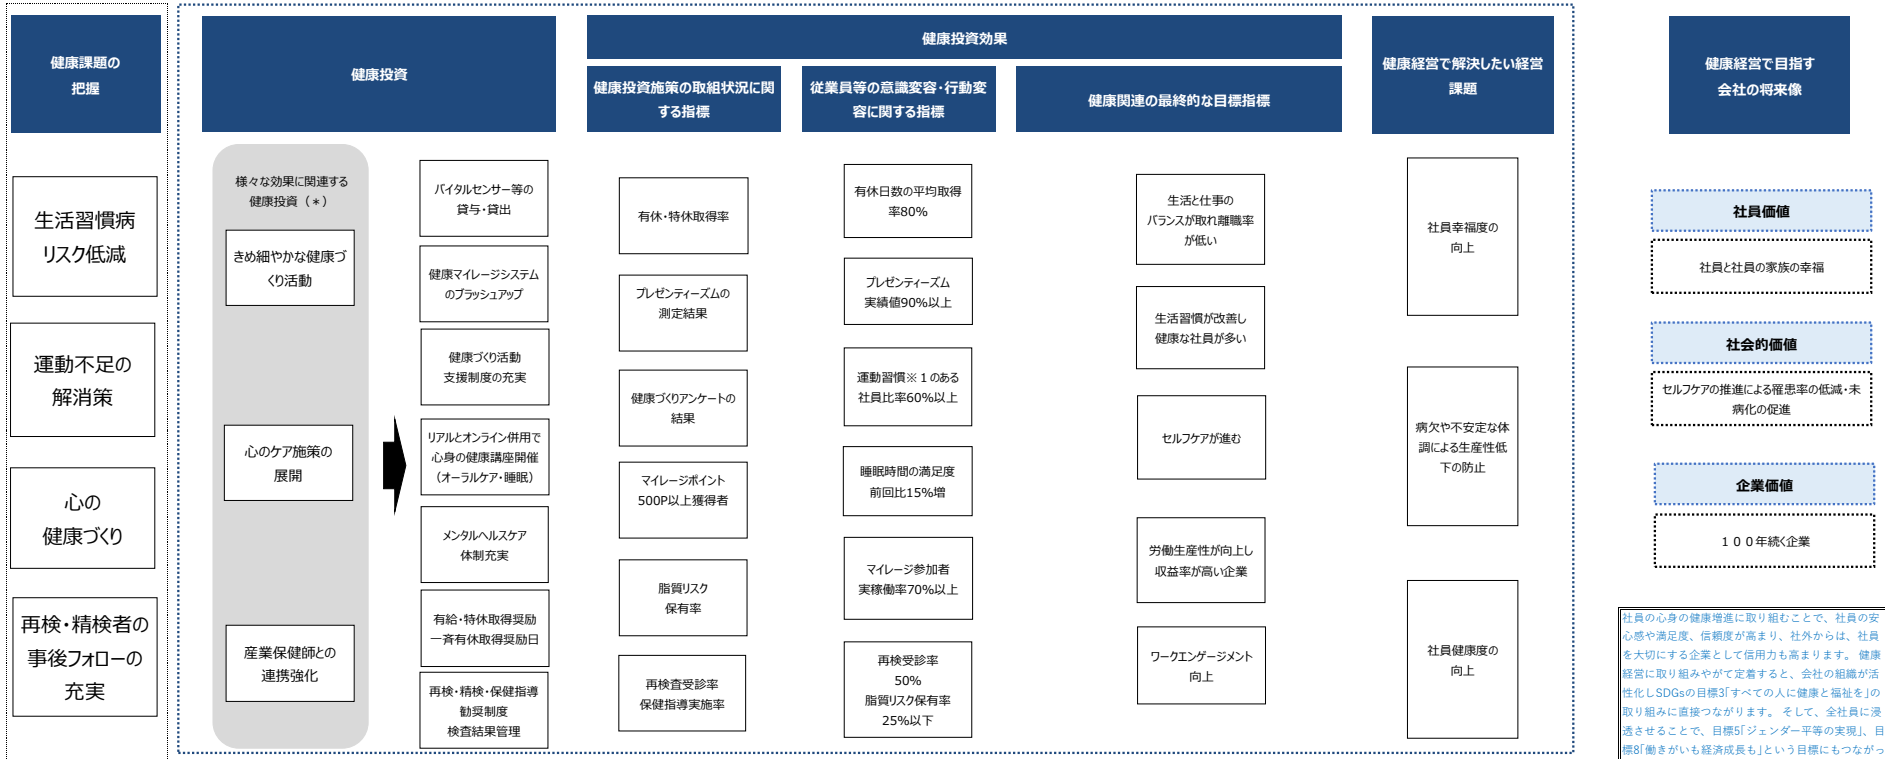 健康課題の
把握
健康投資
健康投資効果
健康投資施策の取組状況に関
する指標
従業員等の意識変容・行動変
容に関する指標
健康関連の最終的な目標指標
健康経営で解決したい経営
課題
健康経営で目指す
会社の将来像
生活習慣病
リスク低減
運動不足の
解消策
心の
健康づくり
再検・精検者の
事後フォローの
充実
様々な効果に関連する
健康投資（＊）
きめ細やかな健康づ
くり活動
心のケア施策の
展開
産業保健師との
連携強化
バイタルセンサー等の
貸与・貸出
健康マイレージシステム
のブラッシュアップ
健康づくり活動
支援制度の充実
リアルとオンライン併用で
心身の健康講座開催
（オーラルケア・睡眠）
メンタルヘルスケア
体制充実
有給・特休取得奨励
一斉有休取得奨励日
再検・精検・保健指導
勧奨制度
検査結果管理
有休・特休取得率
プレゼンティーズムの
測定結果
健康づくりアンケートの
結果
マイレージポイント
500P以上獲得者
脂質リスク
保有率
再検査受診率
保健指導実施率
有休日数の平均取得
率80%
プレゼンティーズム
実績値90%以上
運動習慣※１のある
社員比率60%以上
睡眠時間の満足度
前回比15%増
マイレージ参加者
実稼働率70%以上
再検受診率
50%
脂質リスク保有率
25%以下
生活と仕事の
バランスが取れ離職率
が低い
生活習慣が改善し
健康な社員が多い
セルフケアが進む
労働生産性が向上し
収益率が高い企業
ワークエンゲージメント
向上
社員幸福度の
向上
病欠や不安定な体
調による生産性低
下の防止
社員健康度の
向上
社員価値
社員と社員の家族の幸福
社会的価値
セルフケアの推進による罹患率の低減・未
病化の促進
企業価値
１００年続く企業
社員の心身の健康増進に取り組むことで、社員の安
心感や満足度、信頼度が高まり、社外からは、社員
を大切にする企業として信用力も高まります。 健康
経営に取り組みやがて定着すると、会社の組織が活
性化しSDGsの目標3｢すべての人に健康と福祉を｣の
取り組みに直接つながります。 そして、全社員に浸
透させることで、目標5｢ジェンダー平等の実現｣、目
標8｢働きがいも経済成長も｣という目標にもつながっ